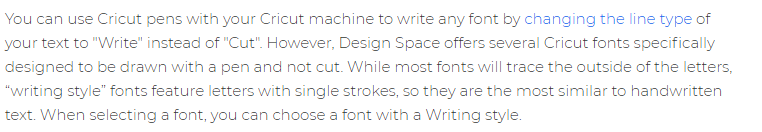 You can use Cricut pens with your Cricut machine to write any font by changing the line type of
your text to "Write" instead of "Cut". However, Design Space offers several Cricut fonts specifically
designed to be drawn with a pen and not cut. While most fonts will trace the outside of the letters,
“writing style” fonts feature letters with single strokes, so they are the most similar to handwritten
text. When selecting a font, you can choose a font with a Writing style.